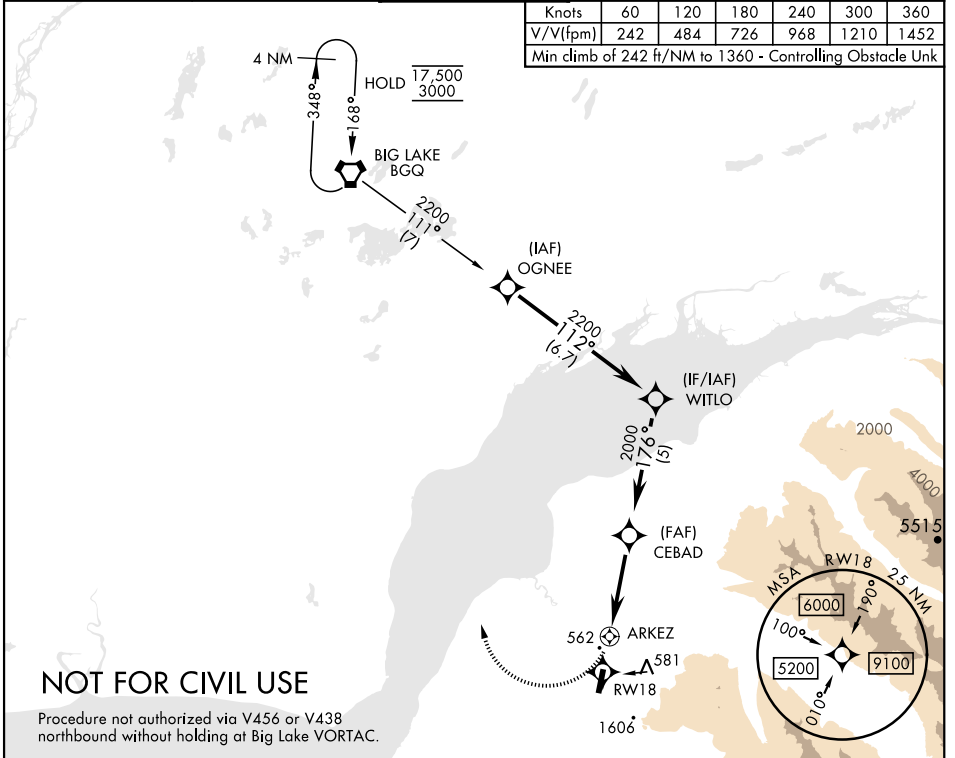 Knots 60 120 180 240 300 360
V/V(fpm) 242 484 726 968 1210 1452
Min climb of 242 ft/NM to 1360 - Controlling Obstacle Unk
4 NM
HOLD 17,500
3000
348°
168°
BIG LAKE
BGQ
2200
111°
(7)
(IAF)
OGNEE
2200
112°
(6.7)
(IF/IAF)
WITLO
2000
176°
(5)
2000
4000
5515
(FAF)
CEBAD
MSA RW18 25 NM
6000
190°
100°
5200
9100
010°
562
ARKEZ
581
RW18
1606
NOT FOR CIVIL USE
Procedure not authorized via V456 or V438
northbound without holding at Big Lake VORTAC.